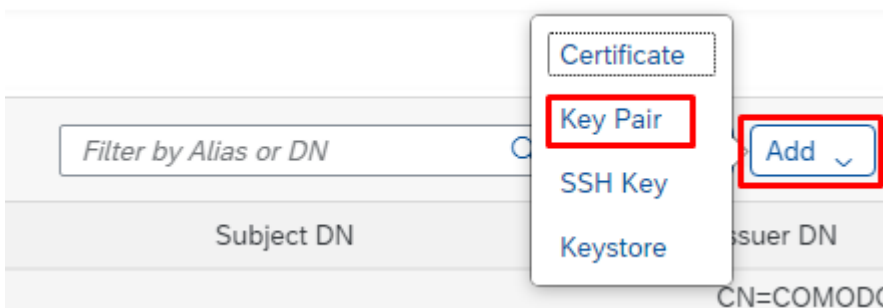 Certificate
Key Pair
Filter by Alias or DN
Add
SSH Key
Subject DN
ssuer DN
Keystore